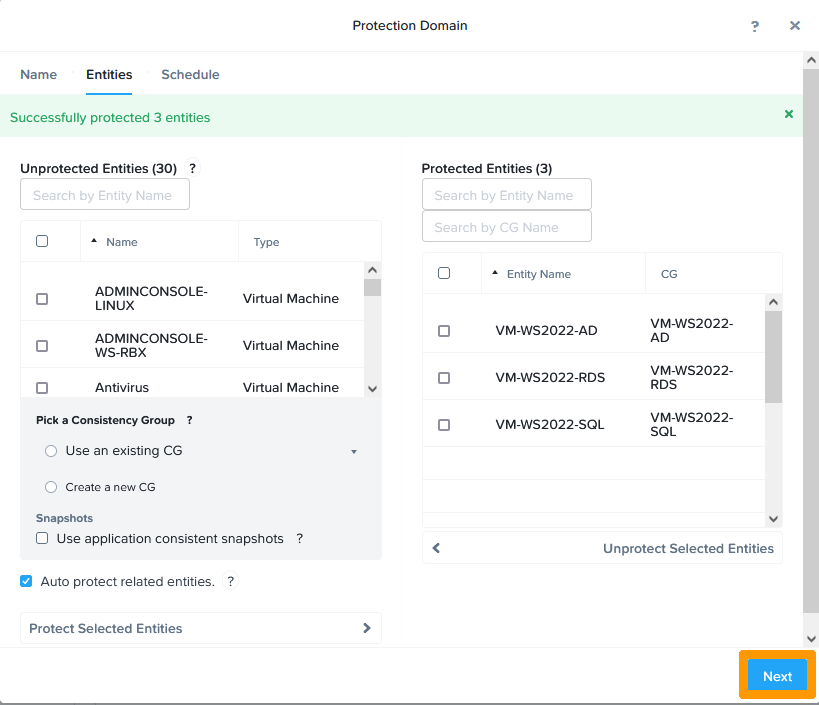 Protection Domain
?
×
Name
Entities
Schedule
Successfully protected 3 entities
×
Unprotected Entities (30) ?
Search by Entity Name
Name
Type
ADMINCONSOLE-
LINUX
Virtual Machine
ADMINCONSOLE-
WS-RBX
Virtual Machine
Antivirus
Virtual Machine
Pick a Consistency Group ?
Use an existing CG
Create a new CG
Snapshots
Use application consistent snapshots ?
Auto protect related entities. ?
Protect Selected Entities
Protected Entities (3)
Search by Entity Name
Search by CG Name
Entity Name
CG
VM-WS2022-AD
VM-WS2022-
AD
VM-WS2022-RDS
VM-WS2022-
RDS
VM-WS2022-SQL
VM-WS2022-
SQL
Unprotect Selected Entities
Next